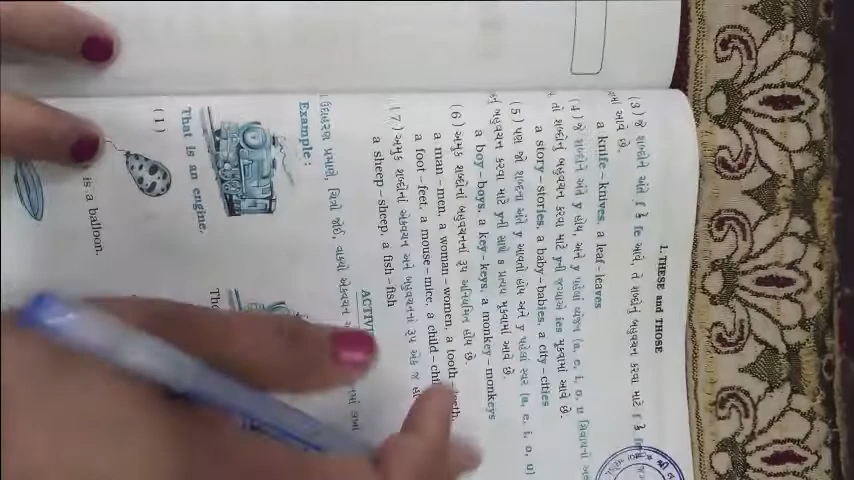 1. THESE and THOSE
(3) જે શબ્દોને અંતે f કે fe આવે, તે શબ્દોનું બહુવચન કરવા માટે f કે
આવે છે.
a knife – knives, a leaf – leaves
(4) જે શબ્દોને અંતે y હોય, અને y પહેલાં વ્યંજન (a, e, i, o, u સિવાયનો
શબ્દોનું બહુવચન કરવા માટે yની જગ્યાએ ies મૂકવામાં આવે છે.
a story – stories, a baby – babies, a city – cities
(5) પણ જો શબ્દના અંતે y આવતો હોય અને y પહેલાં સ્વર (a, e, i, o, u)
બહુવચન કરવા માટે yની સાથે s પ્રત્યય મૂકવામાં આવે છે.
a boy – boys, a key – keys, a monkey – monkeys
(6) અમુક શબ્દોનાં બહુવચનનાં રૂપ અનિયમિત હોય છે.
a man – men, a woman – women, a tooth
a foot – feet, a mouse – mice, a child
(7) અમુક શબ્દોનાં એકવચન અને બહુવચનનાં રૂપ એક જ
a sheep – sheep, a fish – fish
ઉદાહરણ પ્રમાણે, ચિત્રો જોઈ, વાક્યો એકવચન
Example :
That is an engine.
(1)
is a balloon.